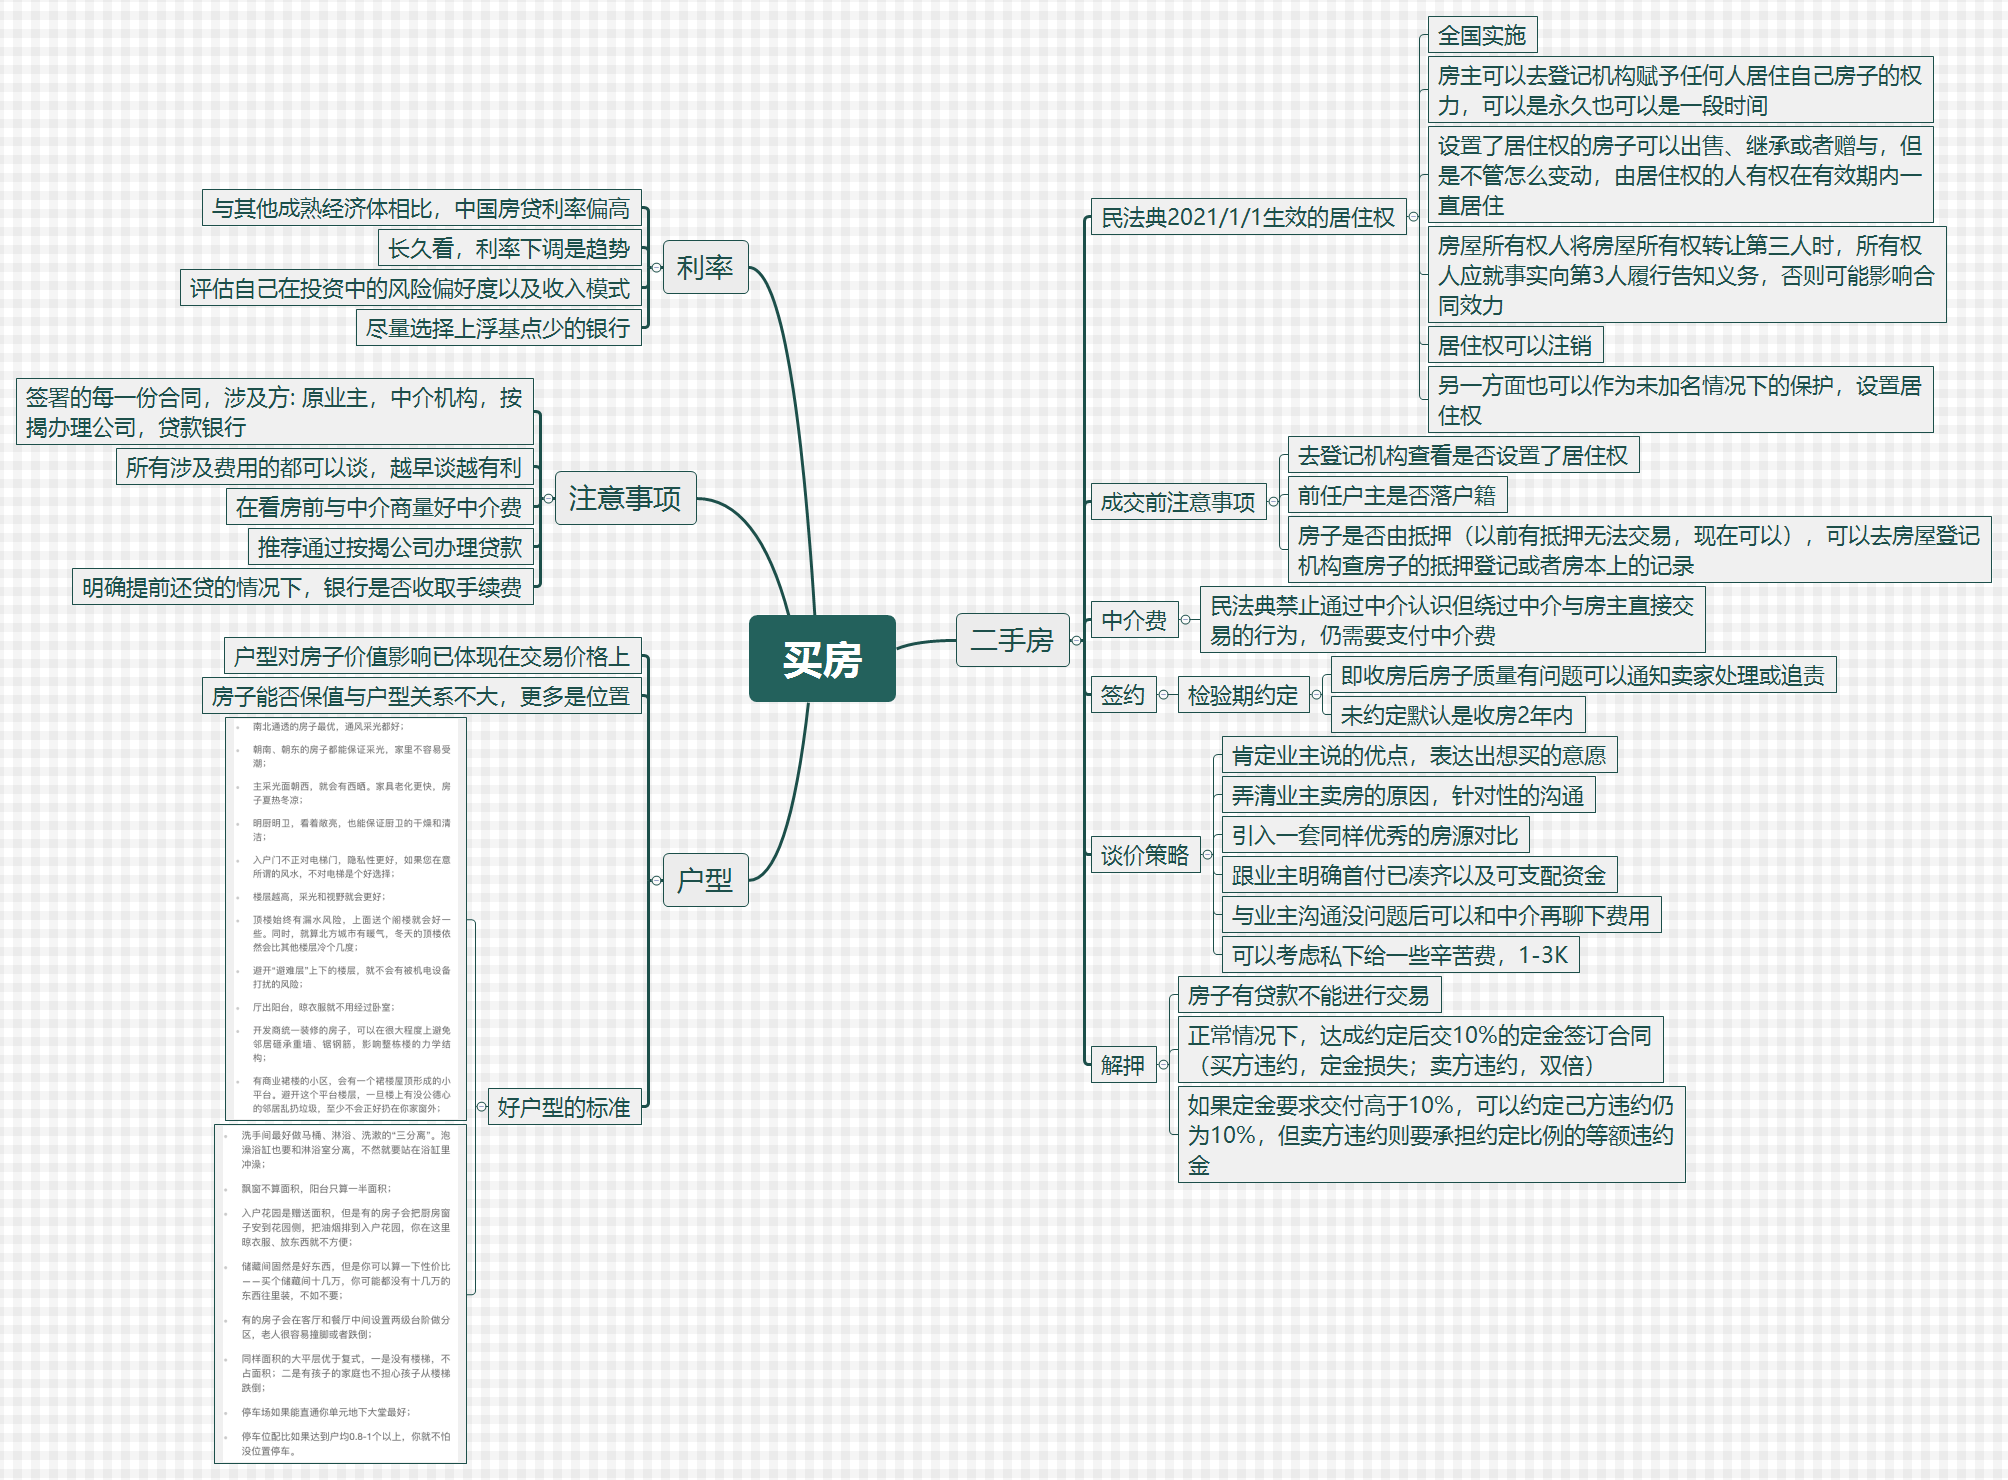 买房
利率
与其他成熟经济体相比，中国房贷利率偏高
长久看，利率下调是趋势
评估自己在投资中的风险偏好度以及收入模式
尽量选择上浮基点少的银行
注意事项
签署的每一份合同，涉及方: 原业主，中介机构，按
揭办理公司，贷款银行
所有涉及费用的都可以谈，越早谈越有利
在看房前与中介商量好中介费
推荐通过按揭公司办理贷款
明确提前还贷的情况下，银行是否收取手续费
户型
户型对房子价值影响已体现在交易价格上
房子能否保值与户型关系不大，更多是位置
好户型的标准
南北通透的房子最优，通风采光都好；
朝南、朝东的房子都能保证采光，家里不容易受
潮；
主采光面朝西，就会有西晒。家具老化更快，房
子夏热冬凉；
明厨明卫，看着敞亮，也能保证厨卫的干燥和清
洁；
入户门不正对电梯门，隐私性更好，如果您在意
所谓的风水，不对电梯是个好选择；
楼层越高，采光和视野就会更好；
顶楼始终有漏水风险，上面送个阁楼就会好一
些。同时，就算北方城市有暖气，冬天的顶楼依
然会比其他楼层冷个几度；
避开“避难层”上下的楼层，就不会有被机电设备
打扰的风险；
厅出阳台，晾衣服就不用经过卧室；
开发商统一装修的房子，可以在很大程度上避免
邻居砸承重墙、锯钢筋，影响整栋楼的力学结
构；
有商业裙楼的小区，会有一个裙楼屋顶形成的小
平台。避开这个平台楼层，一旦楼上有没公德心
的邻居乱扔垃圾，至少不会正好扔在你家窗外；
洗手间最好做马桶、淋浴、洗漱的“三分离”。泡
澡浴缸也要和淋浴室分离，不然就要站在浴缸里
冲澡；
飘窗不算面积，阳台只算一半面积；
入户花园是赠送面积，但是有的房子会把厨房窗
子安到花园侧，把油烟排到入户花园，你在这里
晾衣服、放东西就不方便；
储藏间固然是好东西，但是你可以算一下性价比
——买个储藏间十几万，你可能都没有十几万的
东西往里装，不如不要；
有的房子会在客厅和餐厅中间设置两级台阶做分
区，老人很容易撞脚或者跌倒；
同样面积的大平层优于复式，一是没有楼梯，不
占面积；二是有孩子的家庭也不担心孩子从楼梯
跌倒；
停车场如果能直通你单元地下大堂最好；
停车位配比如果达到户均0.8-1个以上，你就不怕
没位置停车。
二手房
民法典2021/1/1生效的居住权
全国实施
房主可以去登记机构赋予任何人居住自己房子的权
力，可以是永久也可以是一段时间
设置了居住权的房子可以出售、继承或者赠与，但
是不管怎么变动，由居住权的人有权在有效期内一
直居住
房屋所有权人将房屋所有权转让第三人时，所有权
人应就事实向第3人履行告知义务，否则可能影响合
同效力
居住权可以注销
另一方面也可以作为未加名情况下的保护，设置居
住权
成交前注意事项
去登记机构查看是否设置了居住权
前任户主是否落户籍
房子是否由抵押（以前有抵押无法交易，现在可以），可以去房屋登记
机构查房子的抵押登记或者房本上的记录
中介费
民法典禁止通过中介认识但绕过中介与房主直接交
易的行为，仍需要支付中介费
签约
检验期约定
即收房后房子质量有问题可以通知卖家处理或追责
未约定默认是收房2年内
谈价策略
肯定业主说的优点，表达出想买的意愿
弄清业主卖房的原因，针对性的沟通
引入一套同样优秀的房源对比
跟业主明确首付已凑齐以及可支配资金
与业主沟通没问题后可以和中介再聊下费用
可以考虑私下给一些辛苦费，1-3K
解押
房子有贷款不能进行交易
正常情况下，达成约定后交10%的定金签订合同
（买方违约，定金损失；卖方违约，双倍）
如果定金要求交付高于10%，可以约定己方违约仍
为10%，但卖方违约则要承担约定比例的等额违约
金